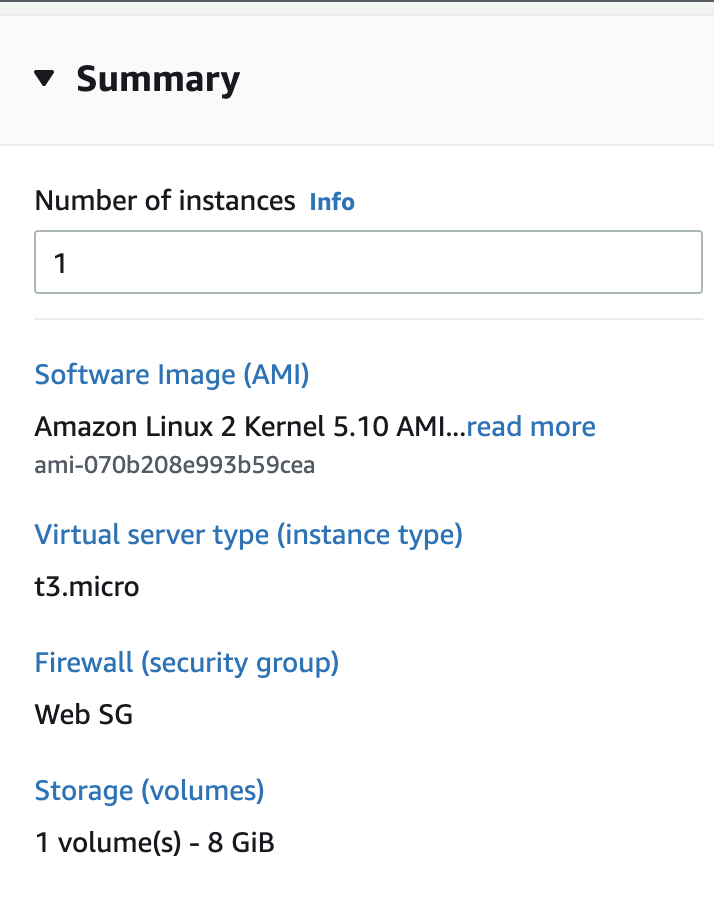 Summary
Number of instances Info
1
Software Image (AMI)
Amazon Linux 2 Kernel 5.10 AMI...read more
ami-070b208e993b59cea
Virtual server type (instance type)
t3.micro
Firewall (security group)
Web SG
Storage (volumes)
1 volume(s) - 8 GiB